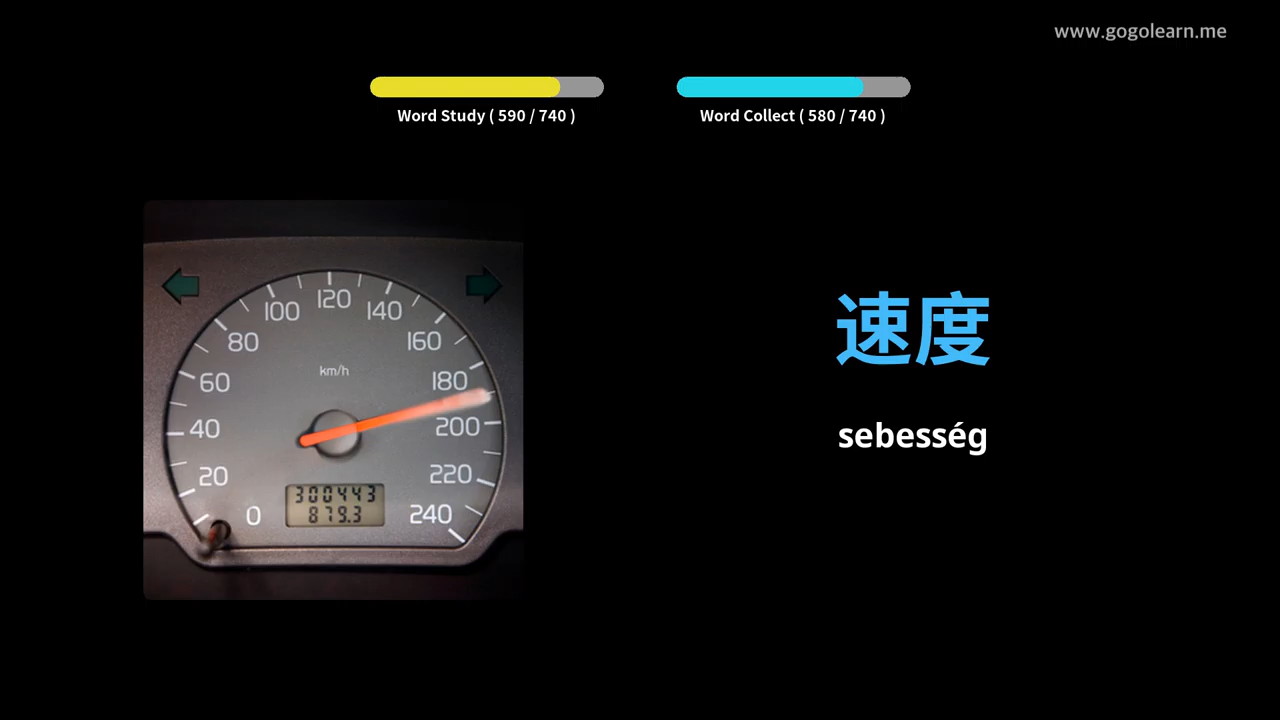 www.gogolearn.me
Word Study ( 590 / 740 )
Word Collect ( 580 / 740 )
速度
sebesség
0
20
40
60
80
100
120
140
160
180
200
220
240
km/h
300443
879.3